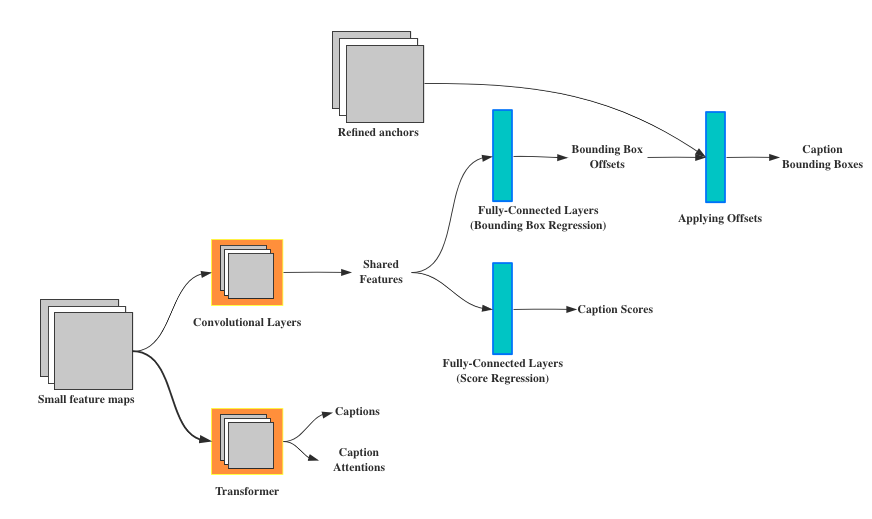 Refined anchors
Bounding Box
Offsets
Caption
Bounding Boxes
Fully-Connected Layers
(Bounding Box Regression)
Applying Offsets
Shared
Features
Convolutional Layers
Caption Scores
Fully-Connected Layers
(Score Regression)
Small feature maps
Captions
Caption
Attentions
Transformer